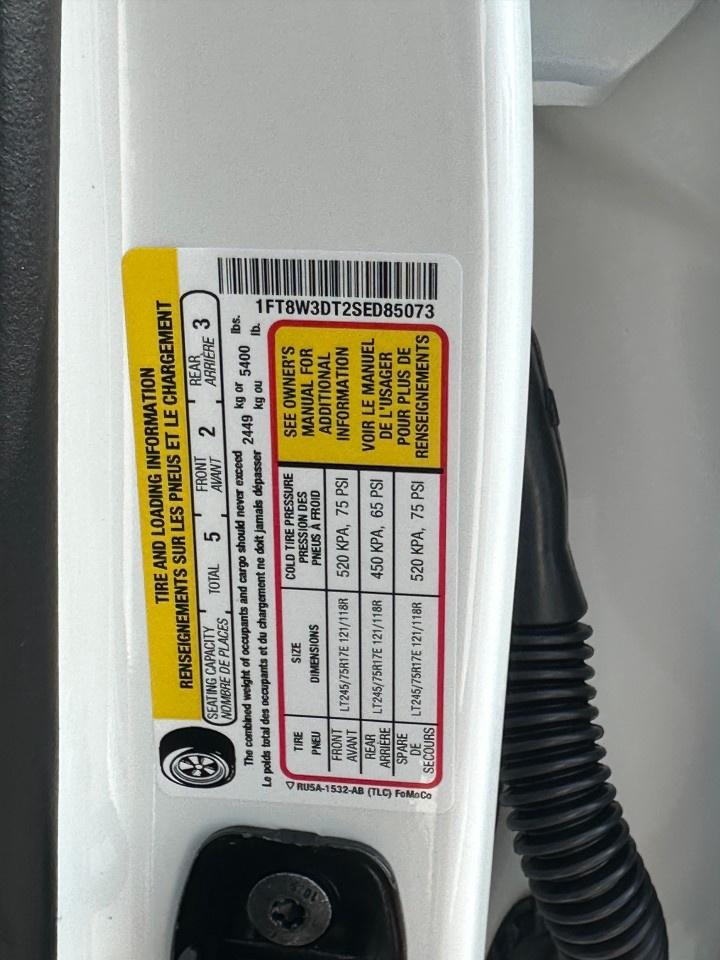 TIRE AND LOADING INFORMATION
RENSEIGNEMENTS SUR LES PNEUS ET LE CHARGEMENT
SEATING CAPACITY
NOMBRE DE PLACES
TOTAL 5
FRONT
AVANT
2
REAR
ARRIÈRE
3
The combined weight of occupants and cargo should never exceed 2449 kg or 5400 lbs.
Le poids total des occupants et du chargement ne doit jamais dépasser kg ou lb.
1FT8W3DT2SED85073
TIRE
PNEU
SIZE
DIMENSIONS
COLD TIRE PRESSURE
PRESSION DES
PNEUS À FROID
FRONT
AVANT
LT245/75R17E 121/118R
520 KPA, 75 PSI
REAR
ARRIÈRE
LT245/75R17E 121/118R
450 KPA, 65 PSI
SPARE
DE
SECOURS
LT245/75R17E 121/118R
520 KPA, 75 PSI
SEE OWNER'S
MANUAL FOR
ADDITIONAL
INFORMATION
VOIR LE MANUEL
DE L'USAGER
POUR PLUS DE
RENSEIGNEMENTS
RU5A-1532-AB (TLC) FoMoCo